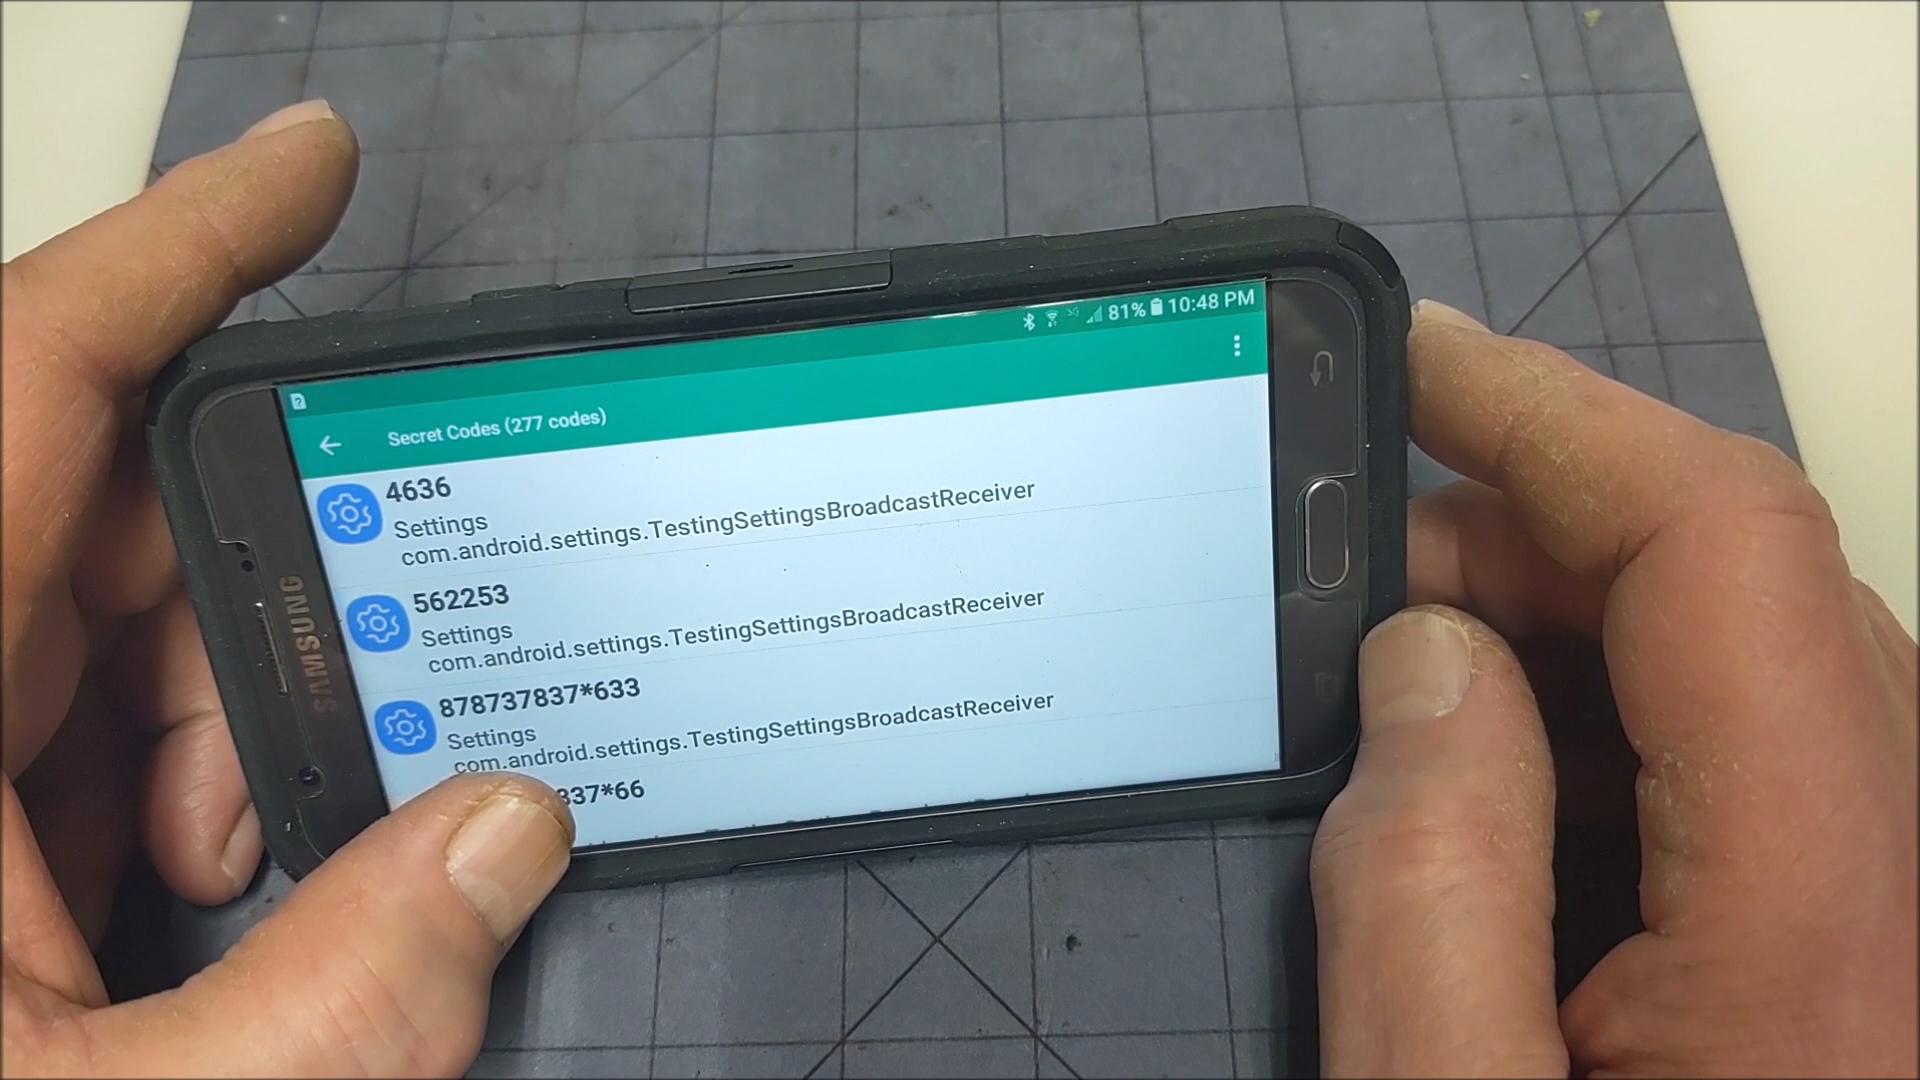 81% 10:48 PM
Secret Codes (277 codes)
4636
Settings
com.android.settings.TestingSettingsBroadcastReceiver
562253
Settings
com.android.settings.TestingSettingsBroadcastReceiver
878737837*633
Settings
com.android.settings.TestingSettingsBroadcastReceiver
337*66
SAMSUNG